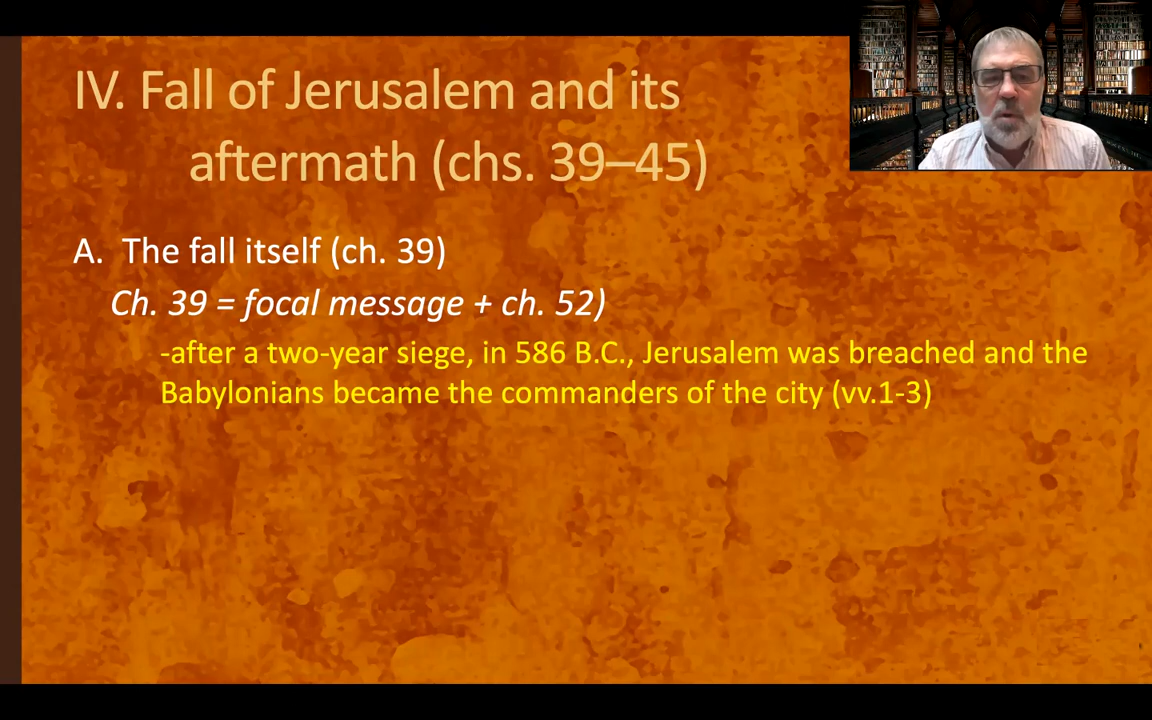 IV. Fall of Jerusalem and its
aftermath (chs. 39–45)
A. The fall itself (ch. 39)
Ch. 39 = focal message + ch. 52)
-after a two-year siege, in 586 B.C., Jerusalem was breached and the
Babylonians became the commanders of the city (vv.1-3)